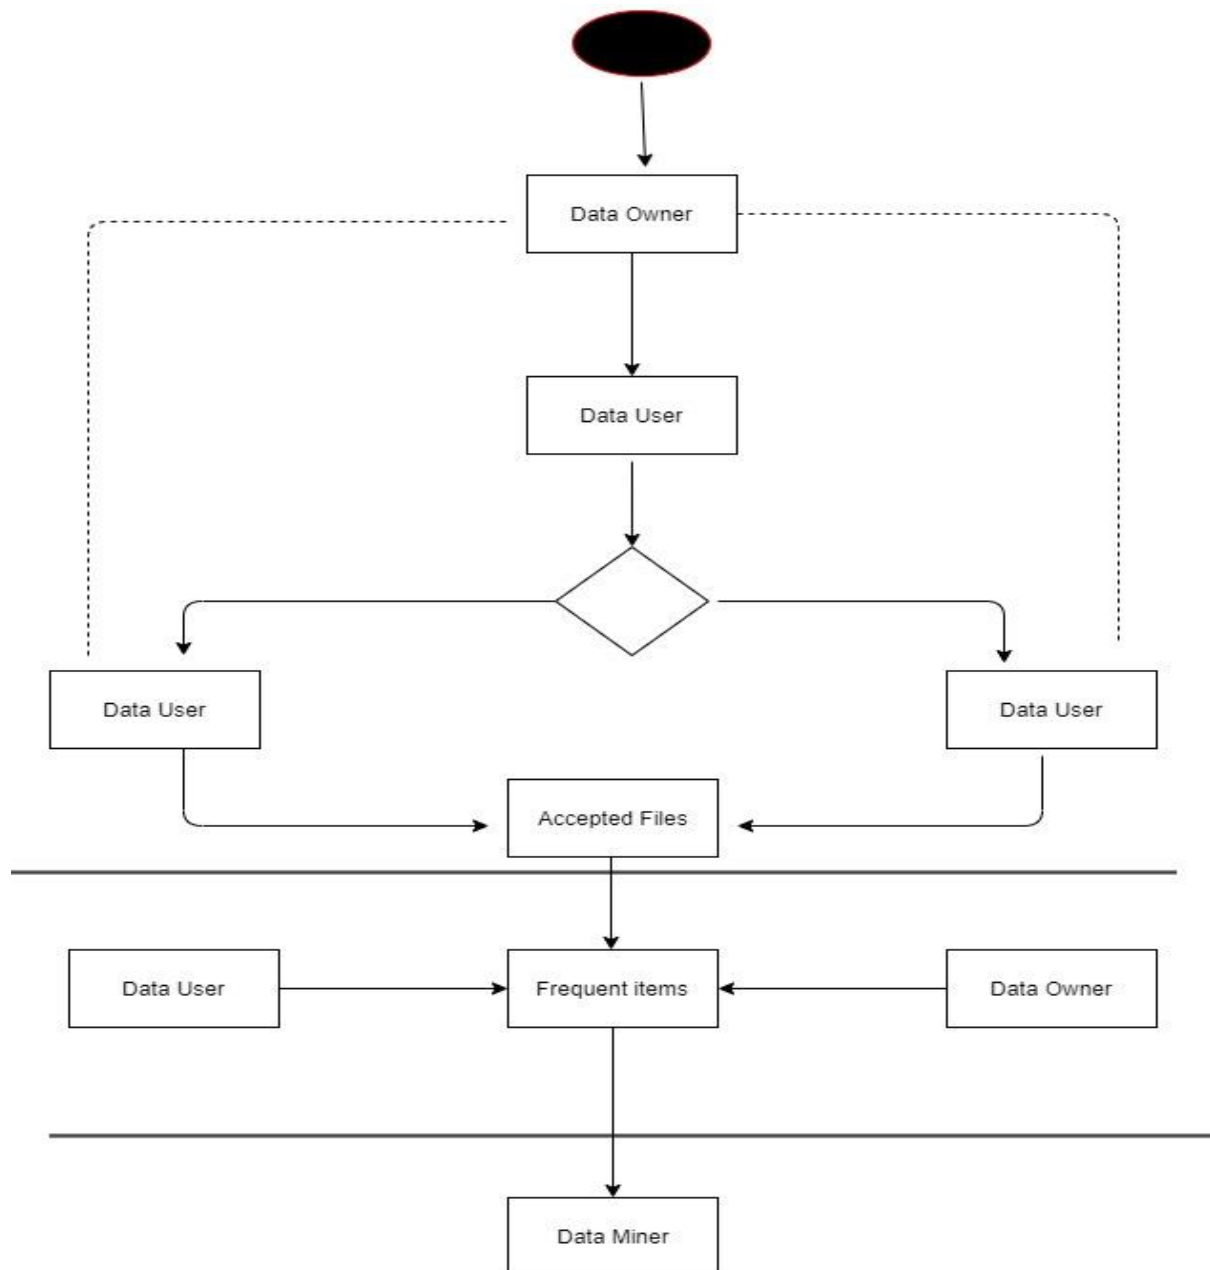 Data Owner
Data User
Data User
Data User
Accepted Files
Data User
Frequent items
Data Owner
Data Miner